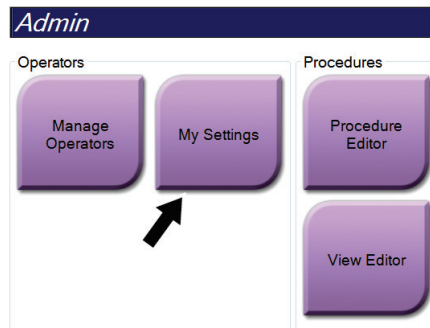 Admin
Operators
Procedures
Manage
Operators
My Settings
Procedure
Editor
View Editor